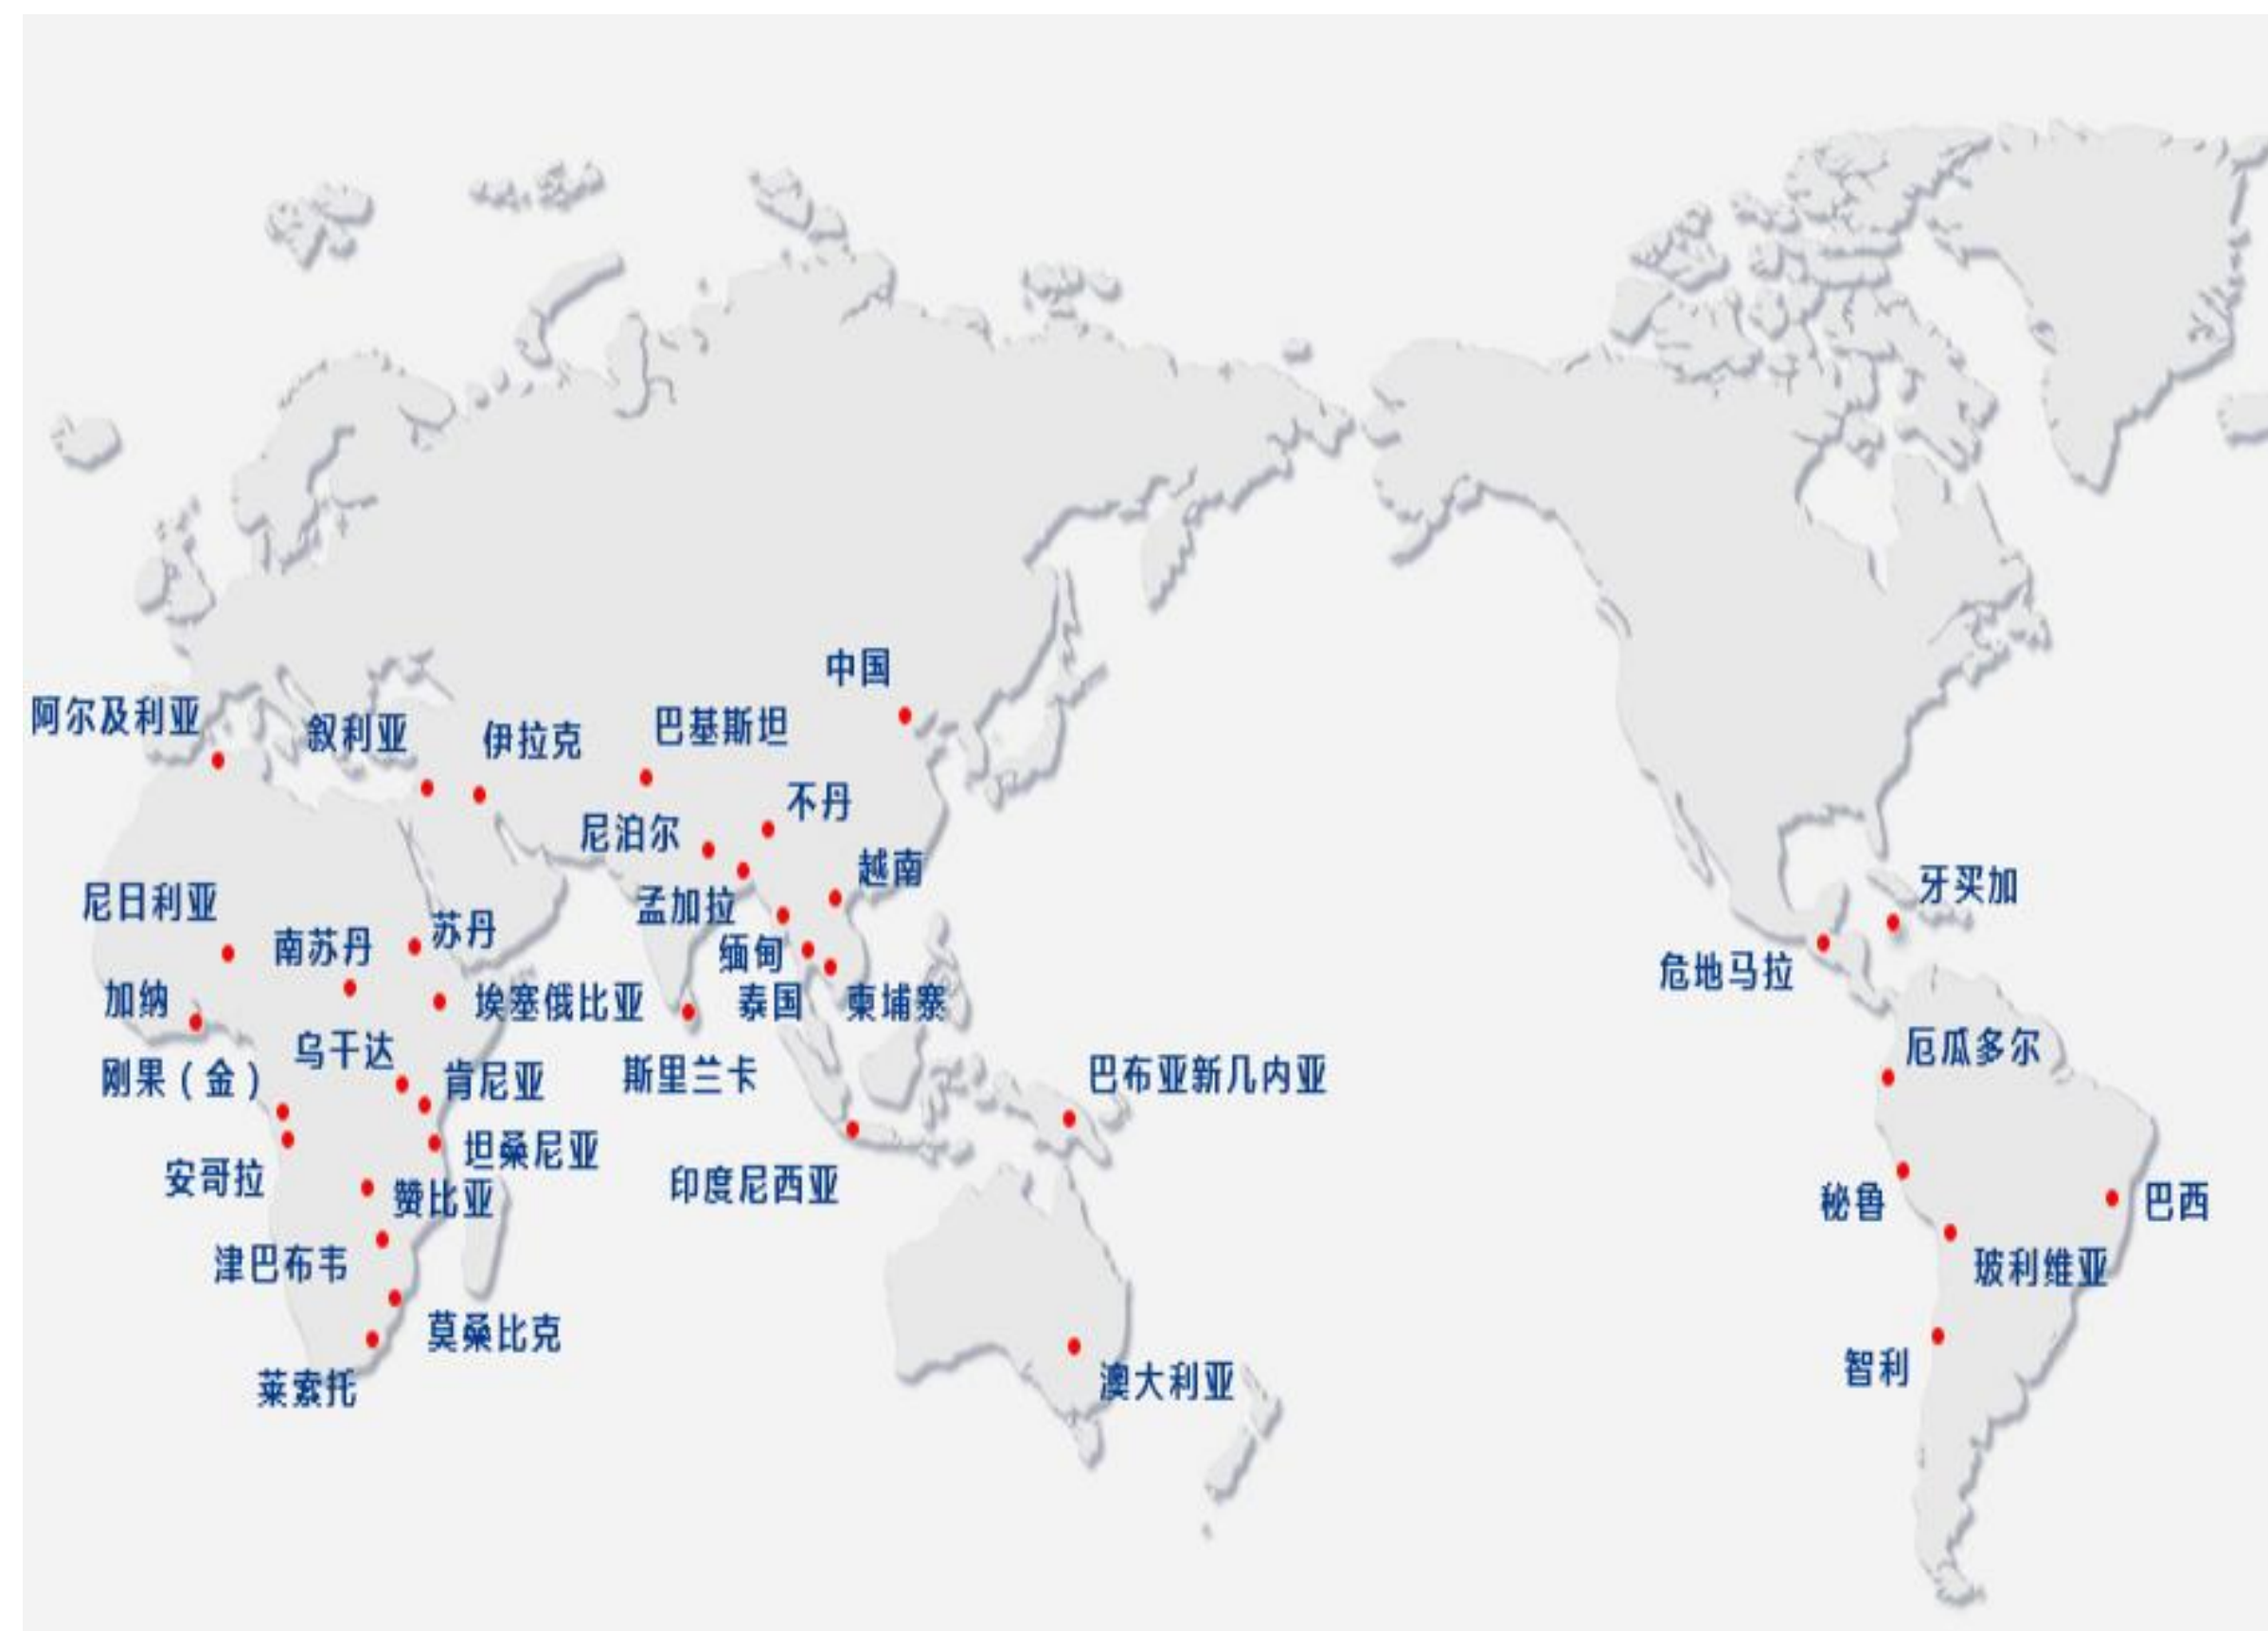 中国
阿尔及利亚
叙利亚
伊拉克
巴基斯坦
不丹
尼泊尔
越南
孟加拉
牙买加
尼日利亚
南苏丹
苏丹
缅甸
危地马拉
加纳
埃塞俄比亚
泰国
柬埔寨
乌干达
厄瓜多尔
刚果（金）
肯尼亚
斯里兰卡
巴布亚新几内亚
坦桑尼亚
安哥拉
印度尼西亚
赞比亚
秘鲁
巴西
津巴布韦
玻利维亚
莫桑比克
智利
澳大利亚
莱索托